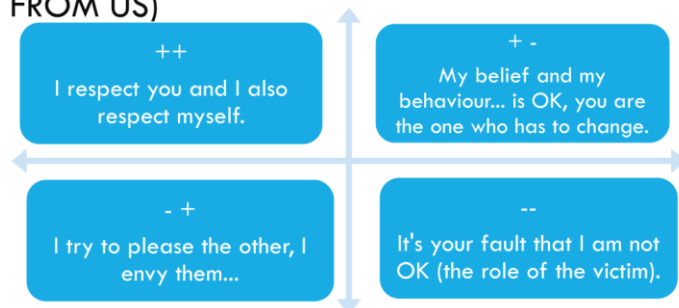 FROM US)
++
I respect you and I also
respect myself.
+ -
My belief and my
behaviour... is OK, you are
the one who has to change.
- +
I try to please the other, I
envy them...
--
It's your fault that I am not
OK (the role of the victim).